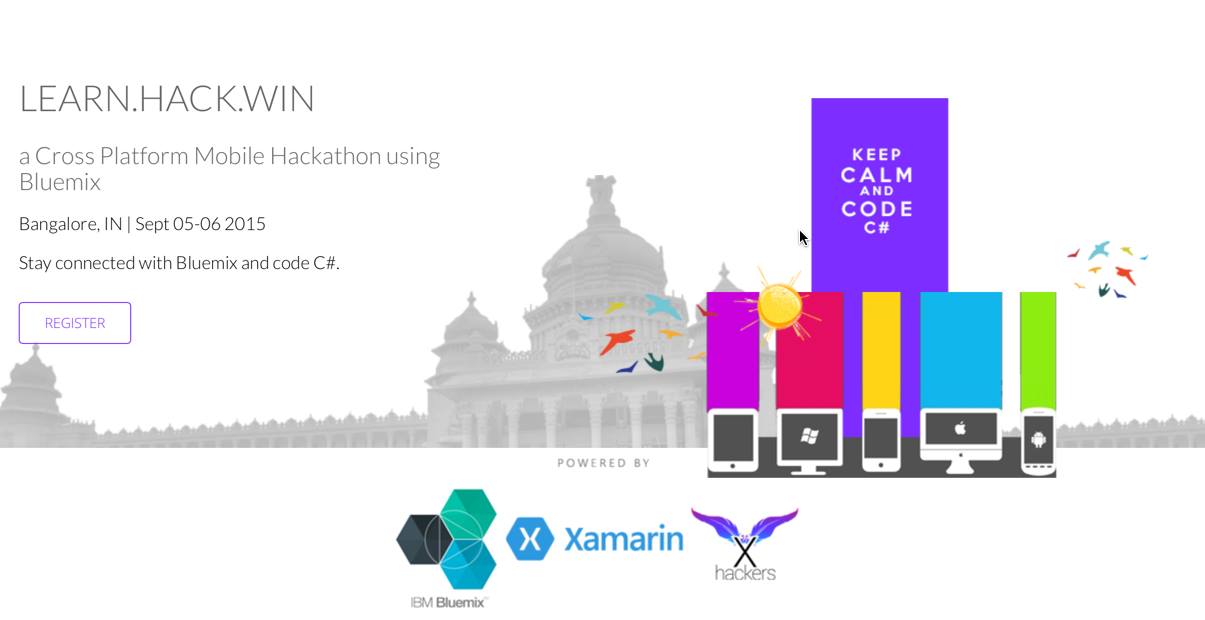 LEARN.HACK.WIN
a Cross Platform Mobile Hackathon using
Bluemix
Bangalore, IN | Sept 05-06 2015
Stay connected with Bluemix and code C#.
REGISTER
KEEP
CALM
AND
CODE
C#
POWERED BY
IBM Bluemix™
X Xamarin
X
hackers